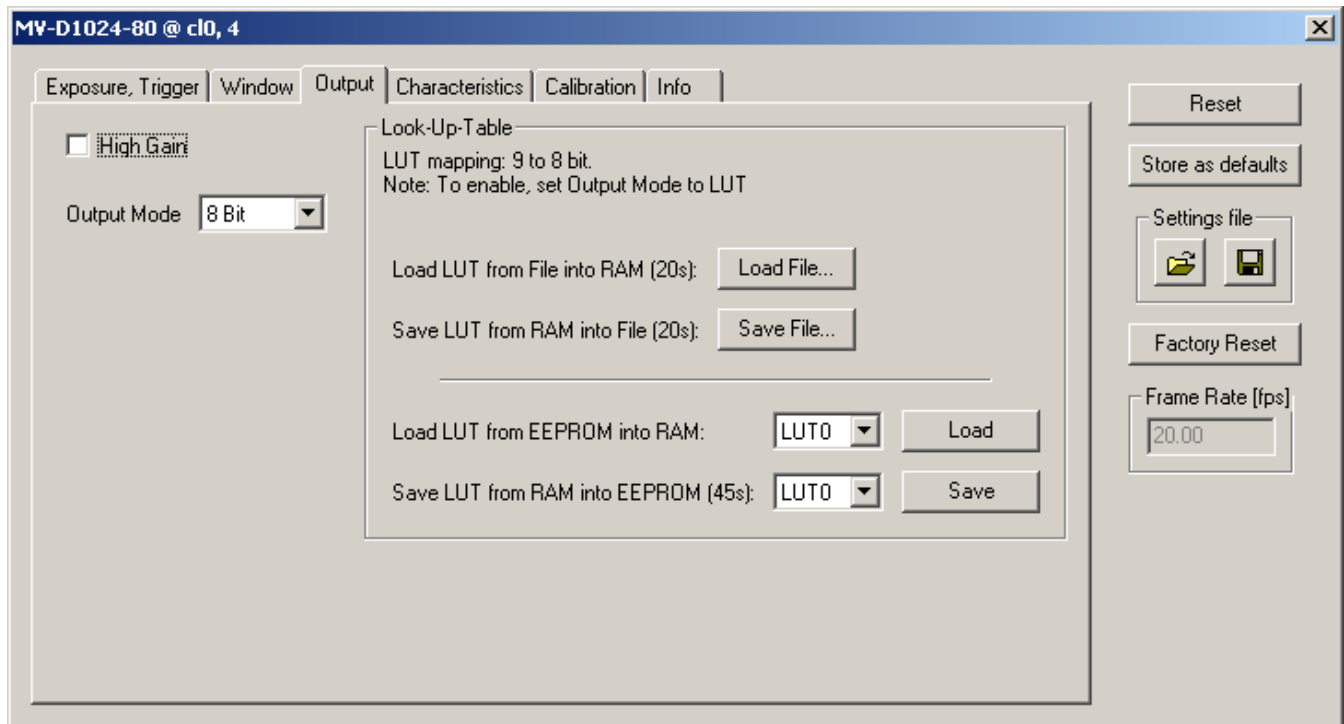 MV-D1024-80 @ cl0, 4
Exposure, Trigger Window Output Characteristics Calibration Info
High Gain
Output Mode 8 Bit
Look-Up-Table
LUT mapping: 9 to 8 bit.
Note: To enable, set Output Mode to LUT
Load LUT from File into RAM (20s): Load File...
Save LUT from RAM into File (20s): Save File...
Load LUT from EEPROM into RAM: LUT0 Load
Save LUT from RAM into EEPROM (45s): LUT0 Save
Reset
Store as defaults
Settings file
Factory Reset
Frame Rate [fps]
20.00